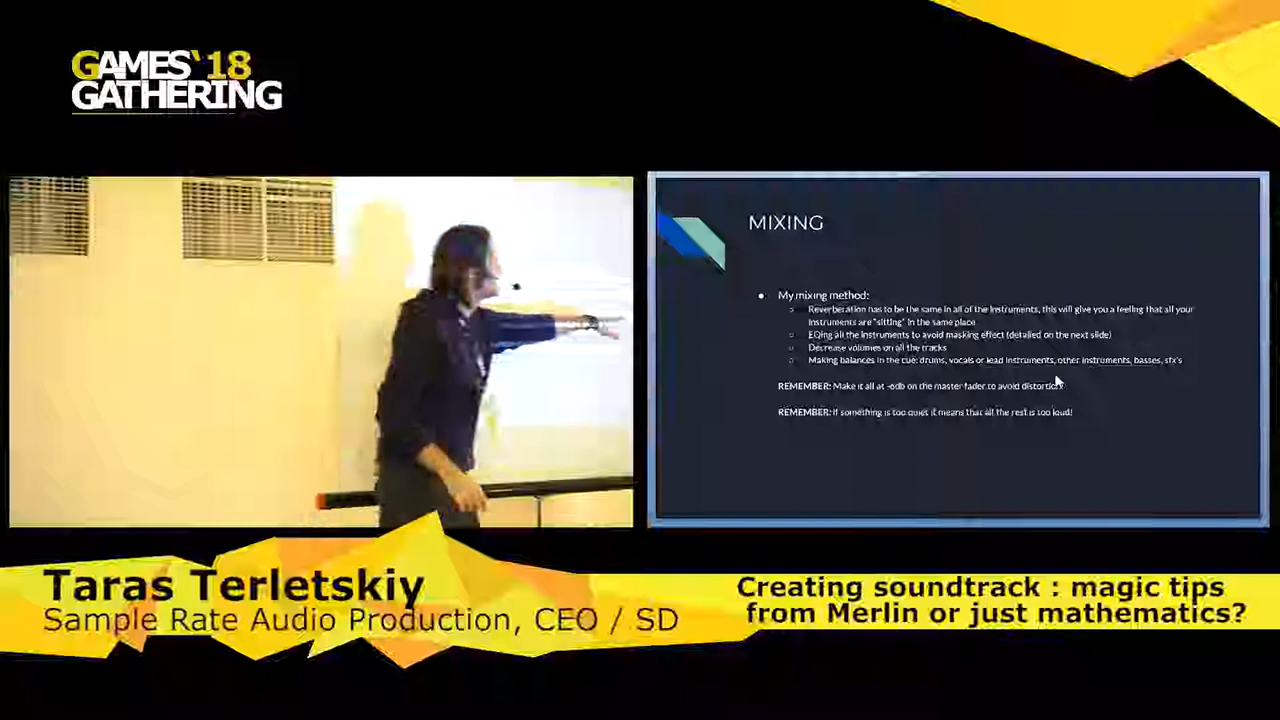 GAMES'18
GATHERING
MIXING
My mixing method:
Reverberation has to be the same in all of the instruments, this will give you a feeling that all your
instruments are "sitting" in the same place
EQing all the instruments to avoid masking effect (detailed on the next slide)
Decrease volumes on all the tracks
Making balances in the cue: drums, vocals or lead instruments, other instruments, basses, sfx's
REMEMBER: Make it all at -6db on the master fader to avoid distortion!
REMEMBER: If something is too quiet it means that all the rest is too loud!
Taras Terletskiy
Sample Rate Audio Production, CEO / SD
Creating soundtrack : magic tips
from Merlin or just mathematics?